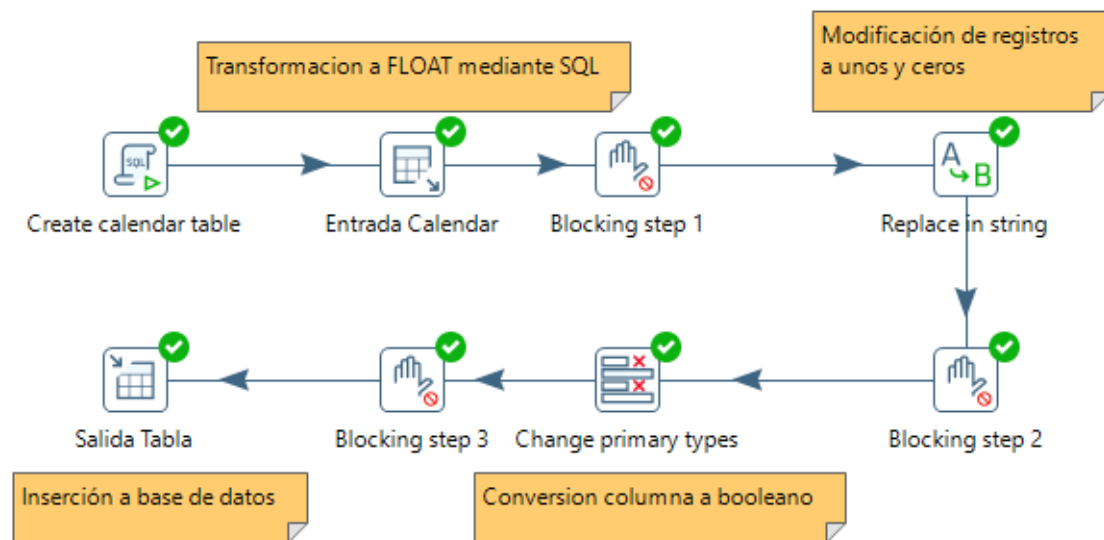 Transformacion a FLOAT mediante SQL
Modificación de registros
a unos y ceros
SQL
A
B
Create calendar table
Entrada Calendar
Blocking step 1
Replace in string
Salida Tabla
Blocking step 3
Change primary types
Blocking step 2
Inserción a base de datos
Conversion columna a booleano